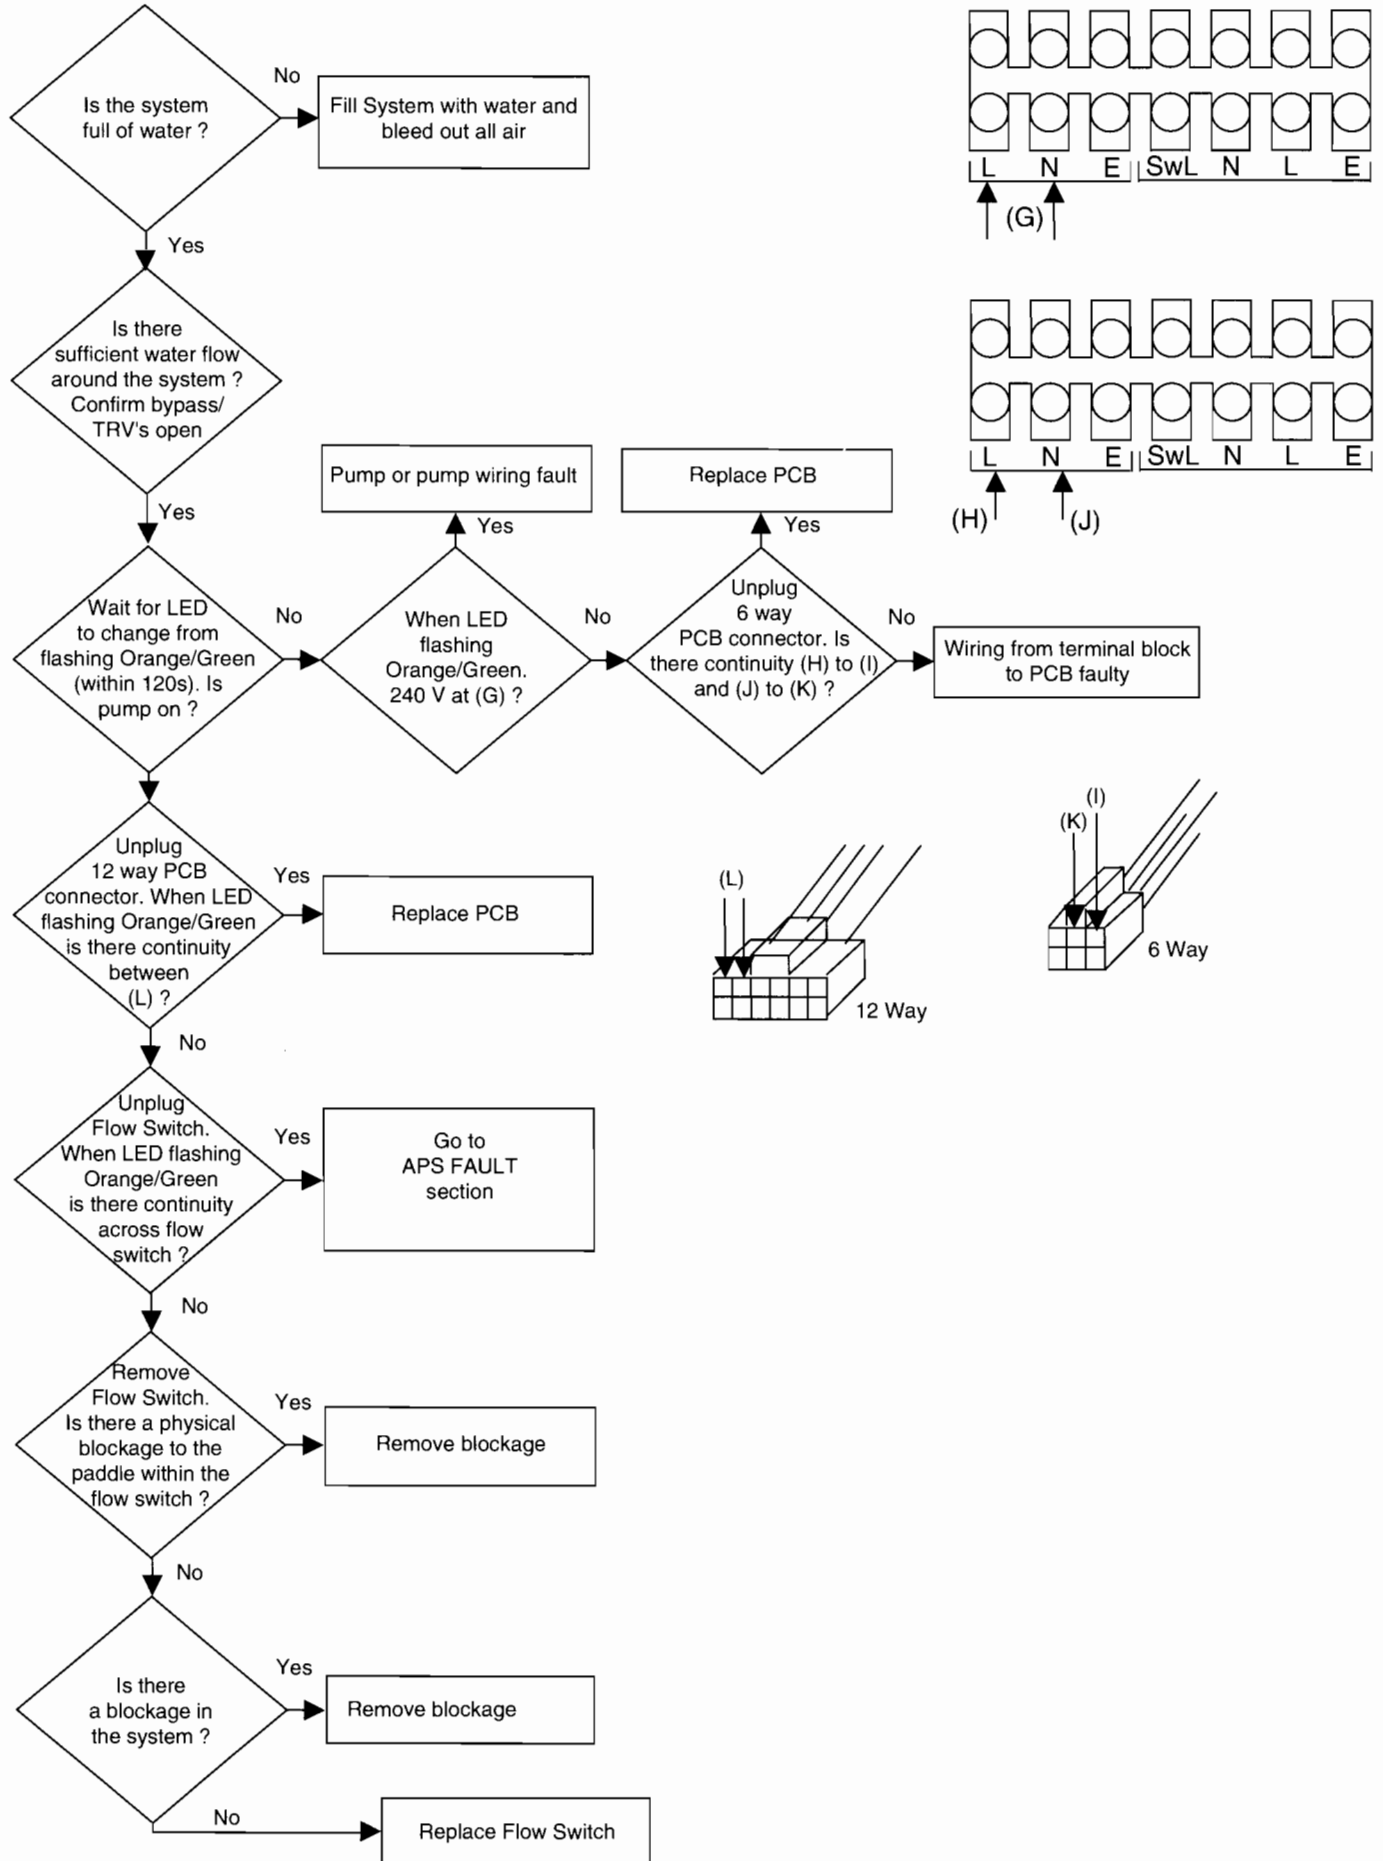 Is the system
full of water ?
No
Fill System with water and
bleed out all air
L N E SwL N L E
(G)
Yes
Is there
sufficient water flow
around the system ?
Confirm bypass/
TRV's open
L N E SwL N L E
(H) (J)
Yes
Pump or pump wiring fault
Replace PCB
Yes
Yes
Wait for LED
to change from
flashing Orange/Green
(within 120s). Is
pump on ?
No
When LED
flashing
Orange/Green.
240 V at (G) ?
No
Unplug
6 way
PCB connector. Is
there continuity (H) to (I)
and (J) to (K) ?
No
Wiring from terminal block
to PCB faulty
Unplug
12 way PCB
connector. When LED
flashing Orange/Green
is there continuity
between
(L) ?
Yes
Replace PCB
(L)
12 Way
(I)
(K)
6 Way
No
Unplug
Flow Switch.
When LED flashing
Orange/Green
is there continuity
across flow
switch ?
Yes
Go to
APS FAULT
section
No
Remove
Flow Switch.
Is there a physical
blockage to the
paddle within the
flow switch ?
Yes
Remove blockage
No
Is there
a blockage in
the system ?
Yes
Remove blockage
No
Replace Flow Switch